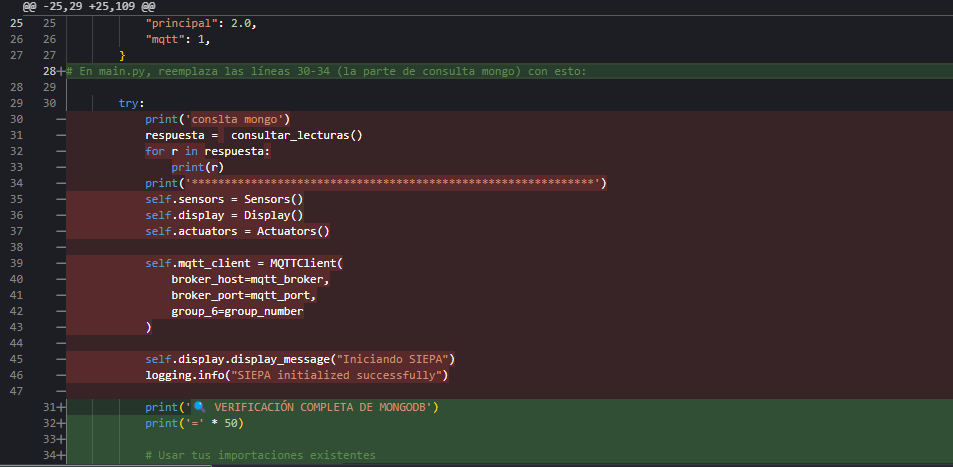 @@ -25,29 +25,109 @@
25 25 "principal": 2.0,
26 26 "mqtt": 1,
27 27 }
28+# En main.py, reemplaza las líneas 30-34 (la parte de consulta mongo) con esto:
28 29
29 30 try:
30 — print('conslta mongo')
31 — respuesta =  consultar_lecturas()
32 — for r in respuesta:
33 — print(r)
34 — print('*************************************************************')
35 — self.sensors = Sensors()
36 — self.display = Display()
37 — self.actuators = Actuators()
38 —
39 — self.mqtt_client = MQTTClient(
40 — broker_host=mqtt_broker,
41 — broker_port=mqtt_port,
42 — group_6=group_number
43 — )
44 —
45 — self.display.display_message("Iniciando SIEPA")
46 — logging.info("SIEPA initialized successfully")
47 —
31+ print('🔍 VERIFICACIÓN COMPLETA DE MONGODB')
32+ print('=' * 50)
33+
34+ # Usar tus importaciones existentes